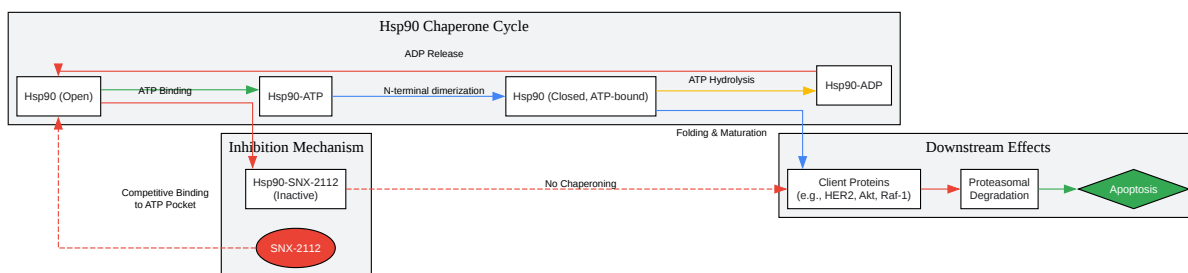 Hsp90 Chaperone Cycle
ADP Release
Hsp90 (Open)
ATP Binding
Hsp90-ATP
N-terminal dimerization
Hsp90 (Closed, ATP-bound)
ATP Hydrolysis
Hsp90-ADP
Folding & Maturation
Inhibition Mechanism
Hsp90-SNX-2112
(Inactive)
Competitive Binding
to ATP Pocket
SNX-2112
No Chaperoning
Downstream Effects
Client Proteins
(e.g., HER2, Akt, Raf-1)
Proteasomal
Degradation
Apoptosis